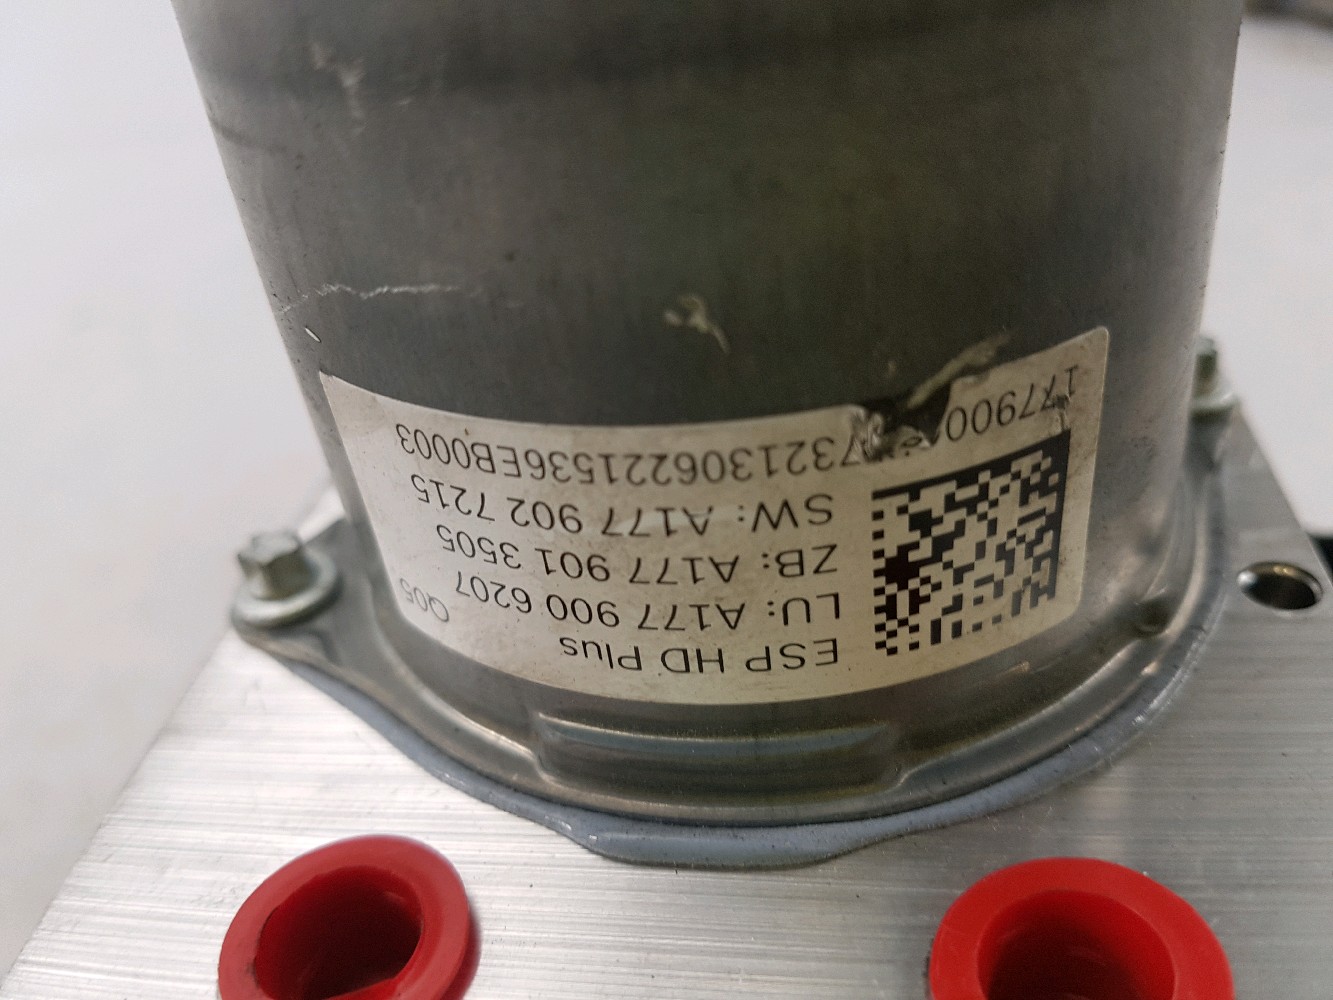 ESP HD Plus
LU: A177 900 6207 Q05
ZB: A177 901 3505
SW: A177 902 7215
7321306221536EB0003